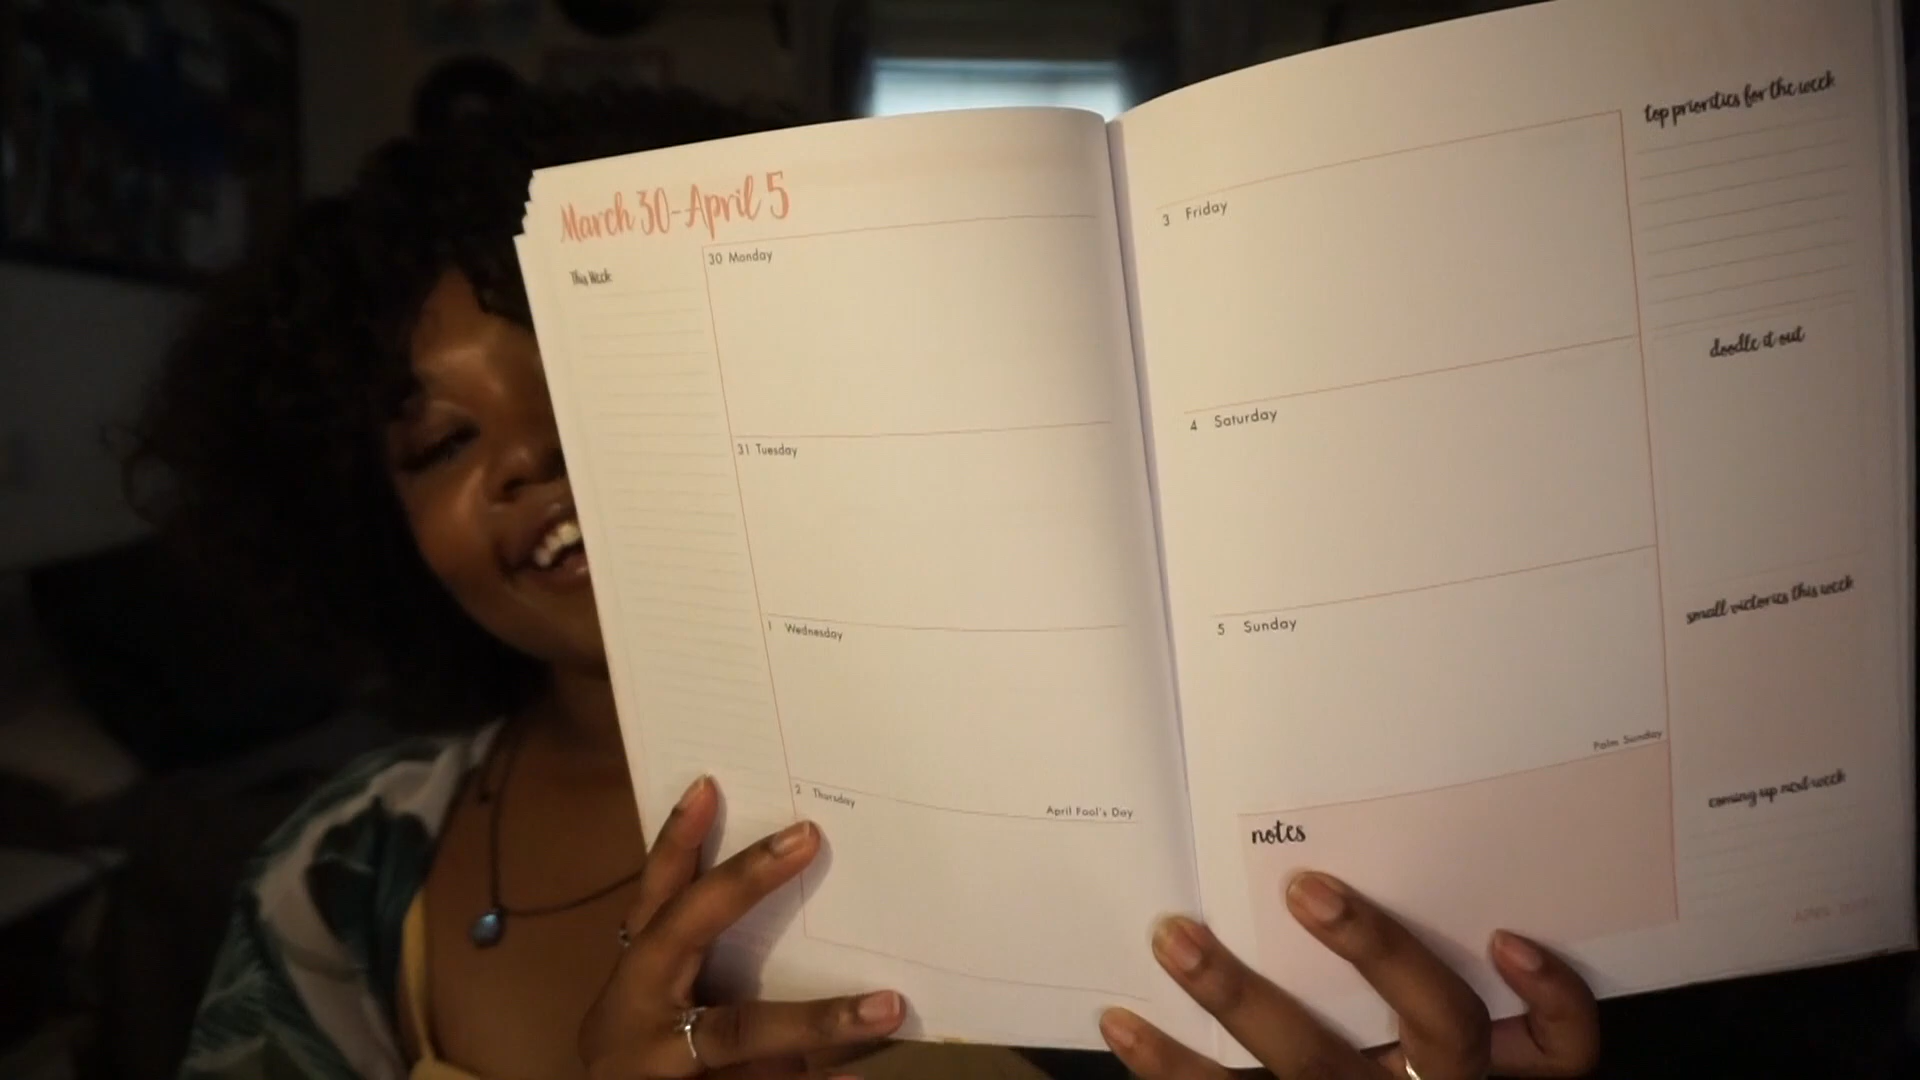 March 30-April 5
This Week
30 Monday
31 Tuesday
1 Wednesday
April Fool's Day
2 Thursday
3 Friday
4 Saturday
5 Sunday
Palm Sunday
notes
top priorities for the week
doodle it out
small victories this week
coming up next week